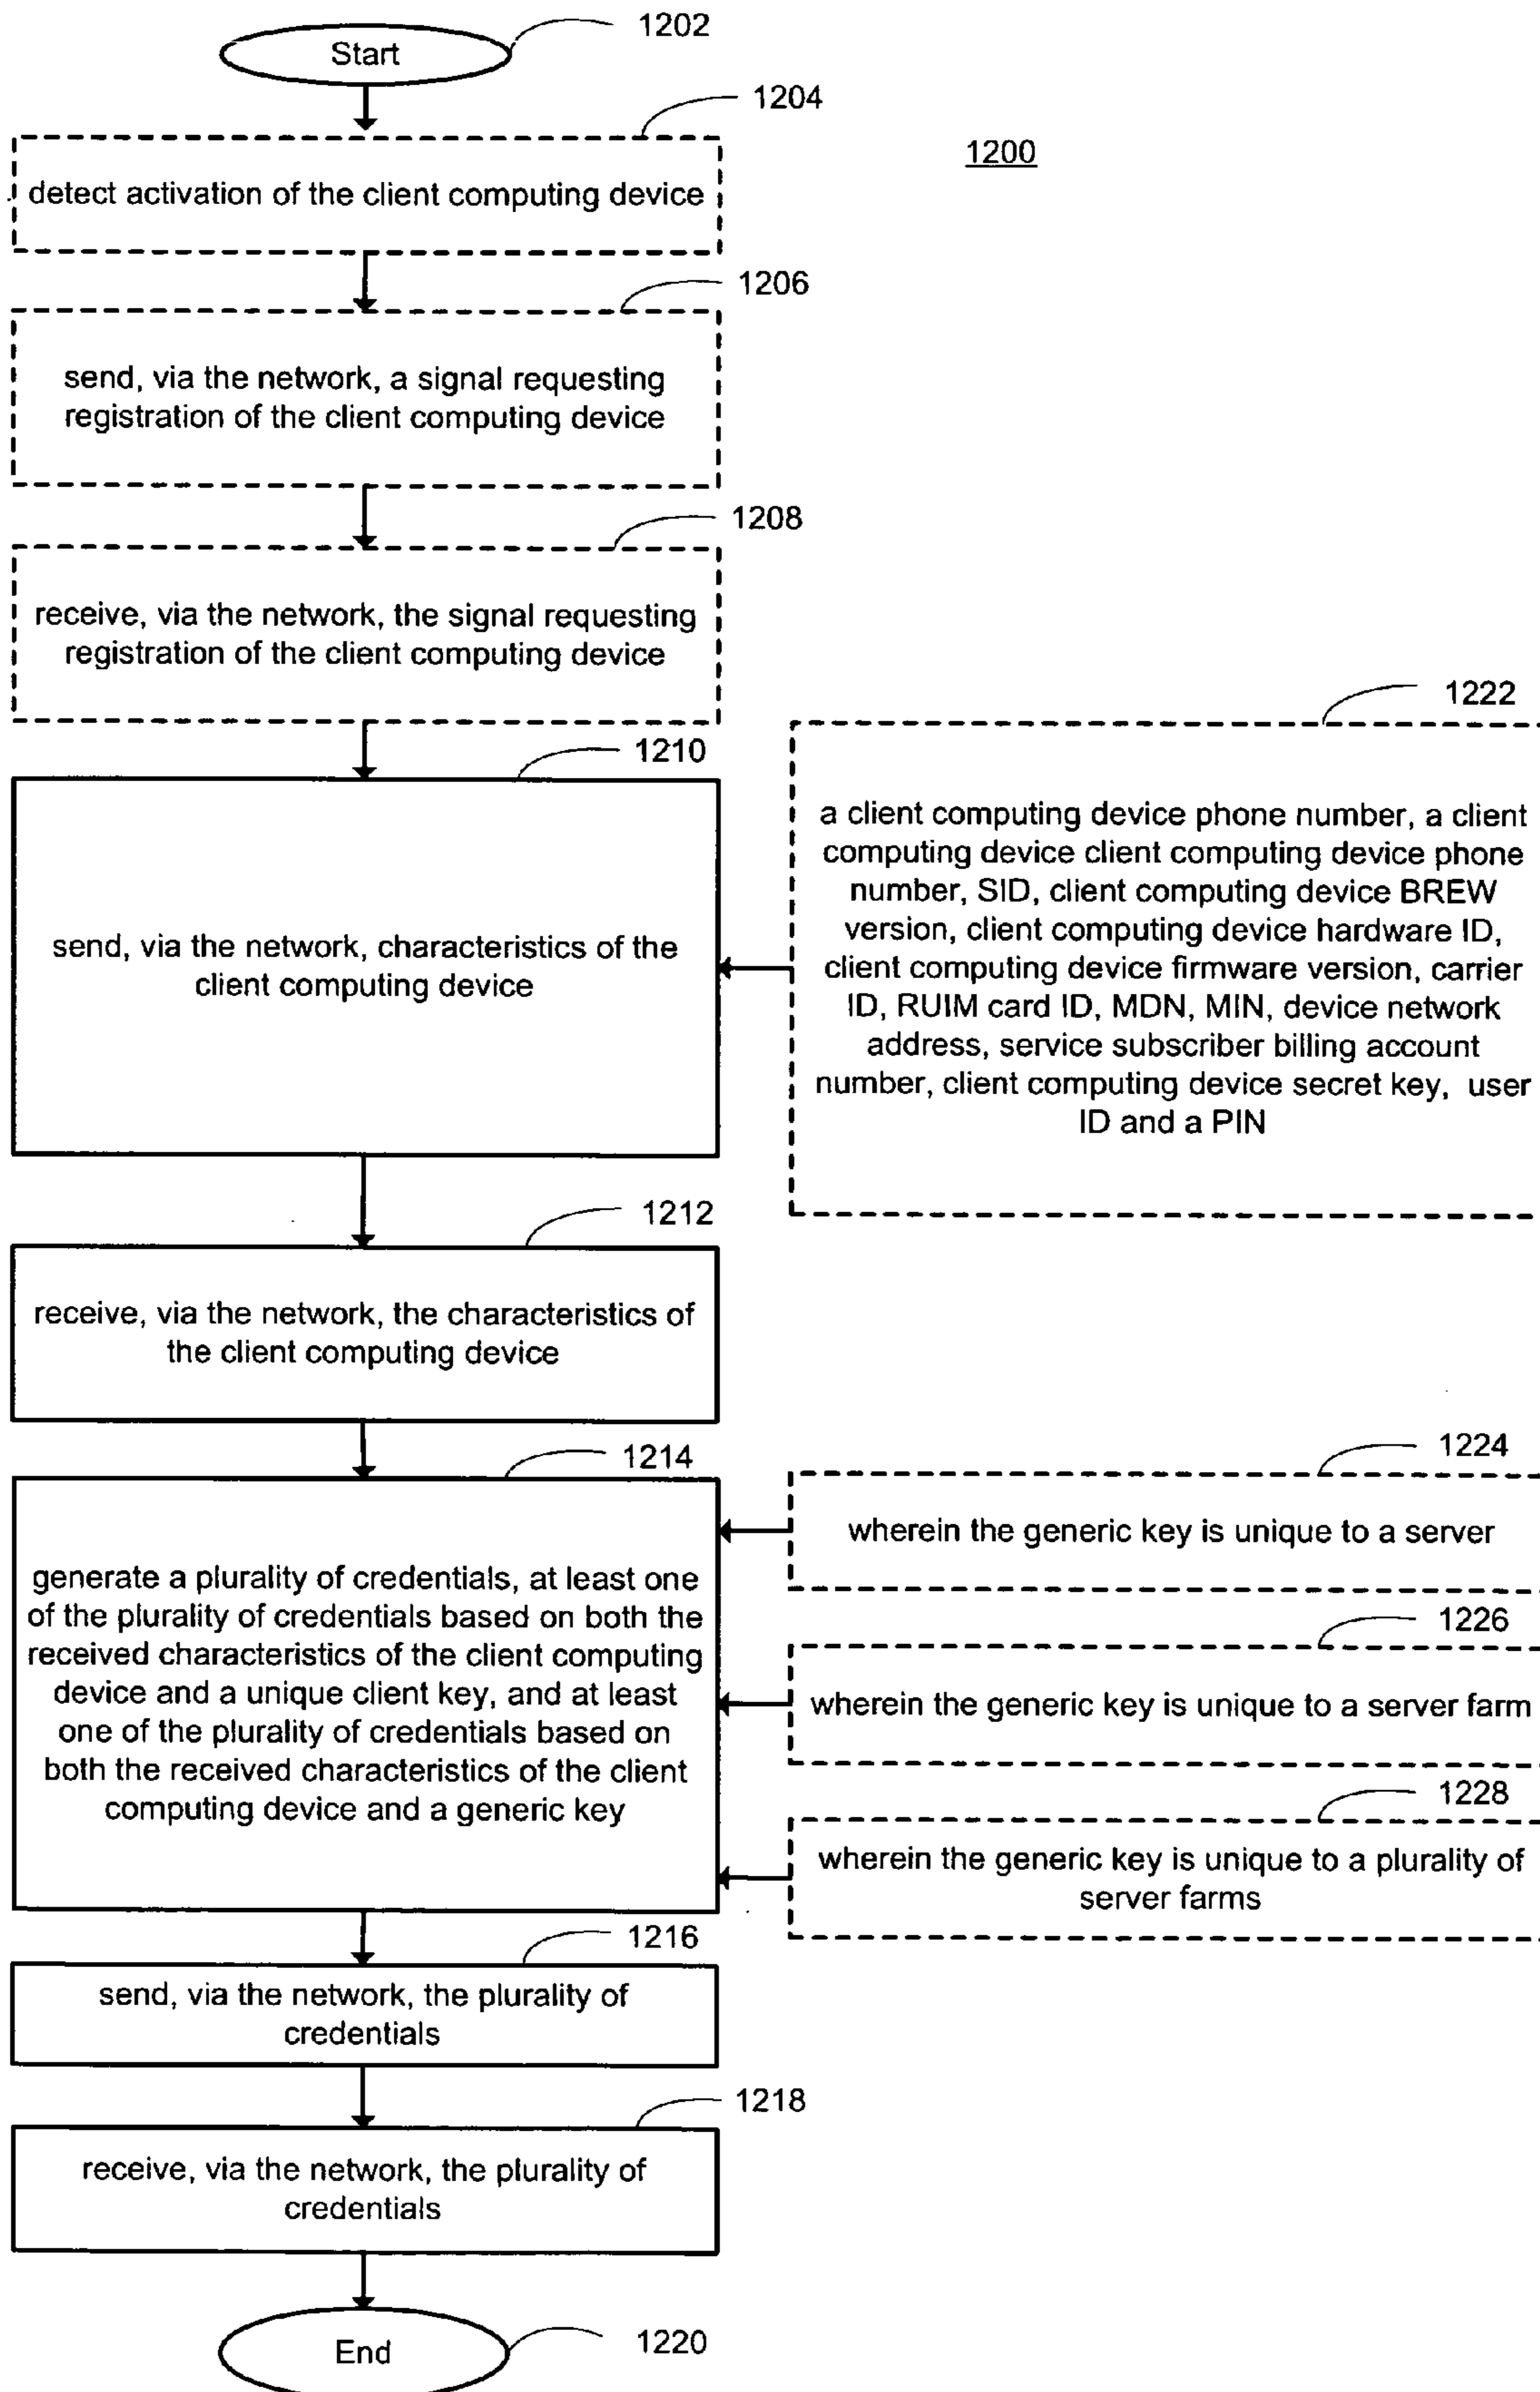 1202
Start
1204
1200
detect activation of the client computing device
1206
send, via the network, a signal requesting
registration of the client computing device
1208
receive, via the network, the signal requesting
registration of the client computing device
1222
1210
a client computing device phone number, a client
computing device client computing device phone
number, SID, client computing device BREW
version, client computing device hardware ID,
client computing device firmware version, carrier
ID, RUIM card ID, MDN, MIN, device network
address, service subscriber billing account
number, client computing device secret key, user
ID and a PIN
send, via the network, characteristics of the
client computing device
1212
receive, via the network, the characteristics of
the client computing device
1214
generate a plurality of credentials, at least one
of the plurality of credentials based on both the
received characteristics of the client computing
device and a unique client key, and at least
one of the plurality of credentials based on
both the received characteristics of the client
computing device and a generic key
1224
wherein the generic key is unique to a server
1226
wherein the generic key is unique to a server farm
1228
wherein the generic key is unique to a plurality of
server farms
1216
send, via the network, the plurality of
credentials
1218
receive, via the network, the plurality of
credentials
End
1220